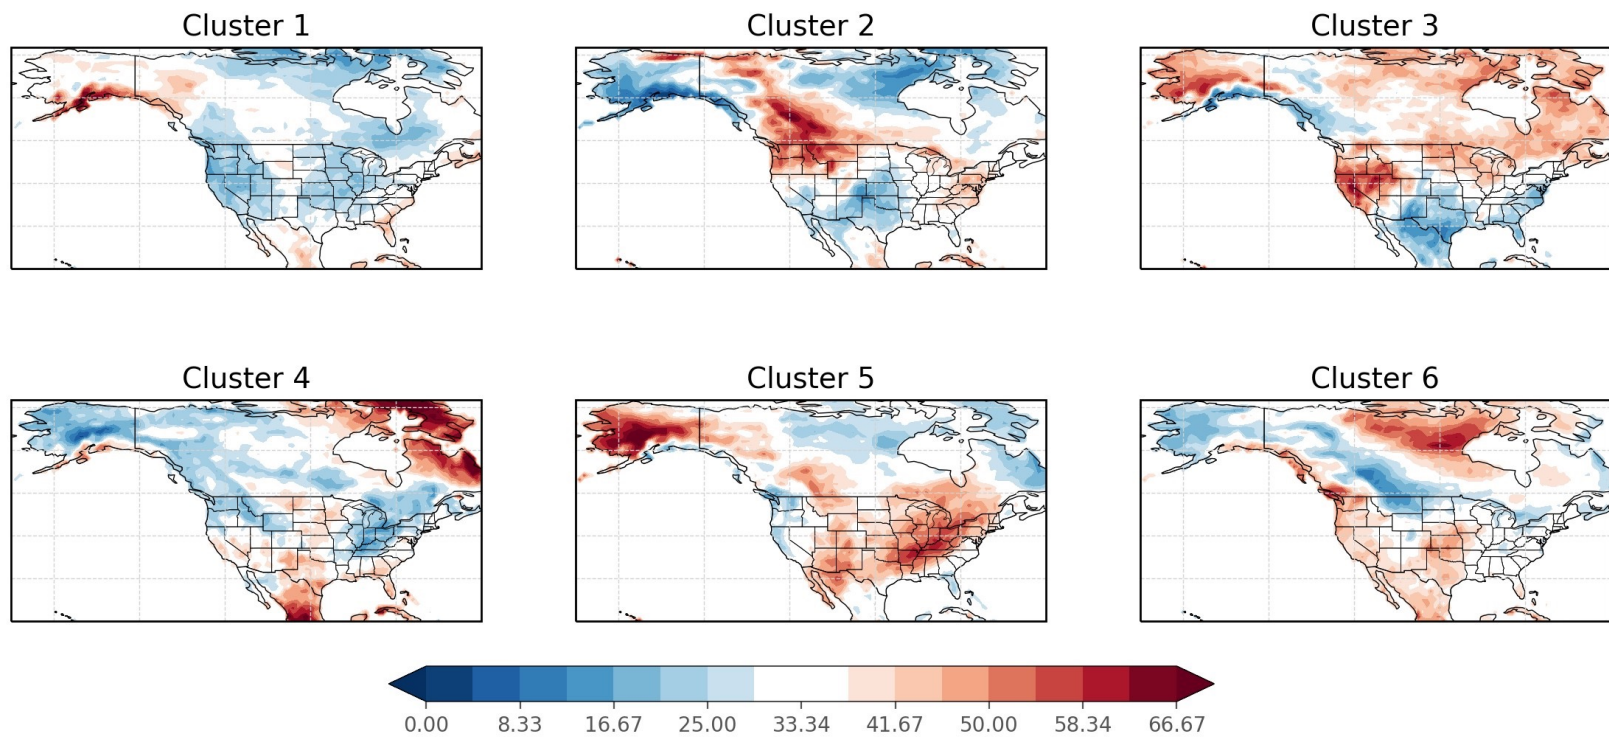 Cluster 1 Cluster 2 Cluster 3
Cluster 4 Cluster 5 Cluster 6
0.00 8.33 16.67 25.00 33.34 41.67 50.00 58.34 66.67